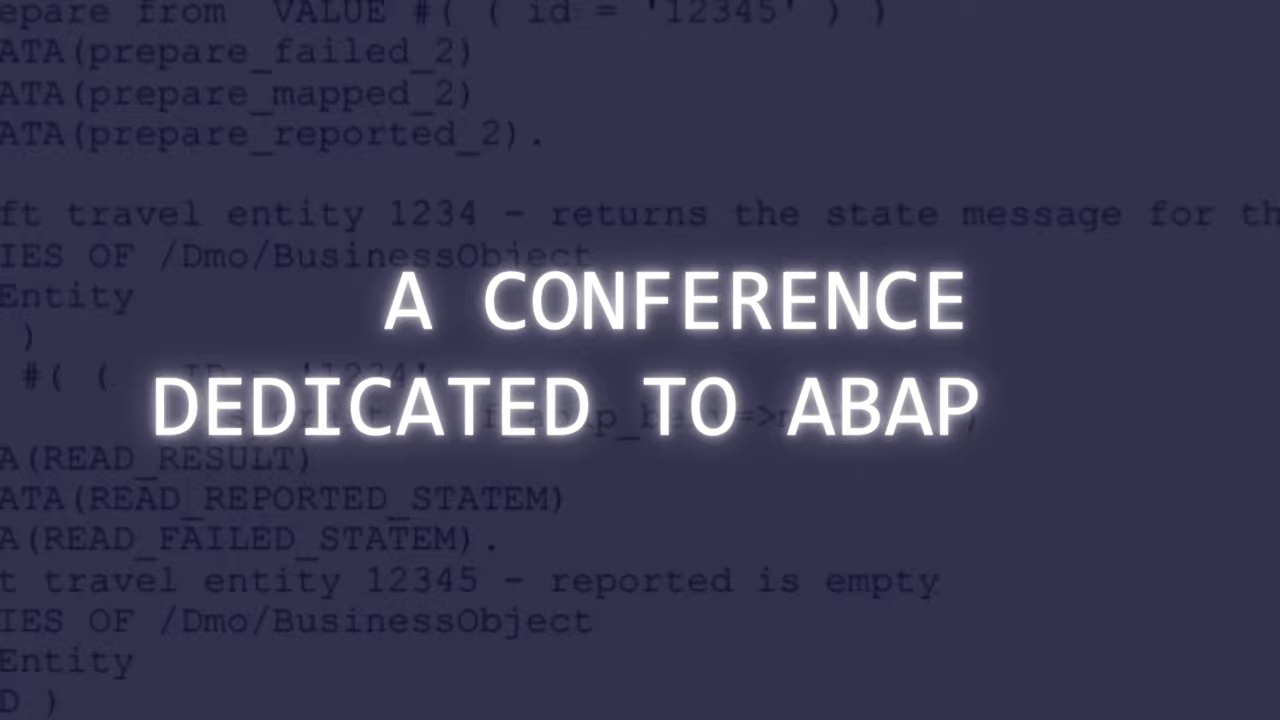 epare from  VALUE #( ( id = '12345' ) )
ATA(prepare_failed_2)
ATA(prepare_mapped_2)
ATA(prepare_reported_2).
ft travel entity 1234 - returns the state message for th
IES OF /Dmo/BusinessObject
A CONFERENCE
Entity
)
#( ( ID = '1234'
DEDICATED TO ABAP
A(READ_RESULT)
ATA(READ_REPORTED_STATEM)
A(READ_FAILED_STATEM).
t travel entity 12345 - reported is empty
IES OF /Dmo/BusinessObject
Entity
D )